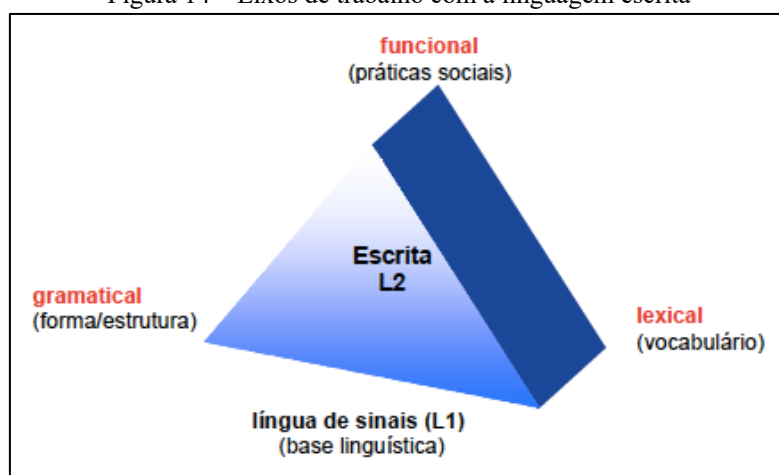 Figura 14 – Eixos de trabalho com a linguagem escrita
funcional
(práticas sociais)
Escrita
L2
gramatical
(forma/estrutura)
lexical
(vocabulário)
língua de sinais (L1)
(base linguística)